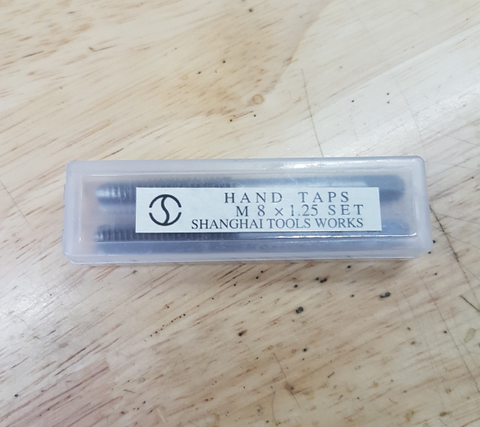 HAND TAPS
M 8 × 1.25 SET
SHANGHAI TOOLS WORKS